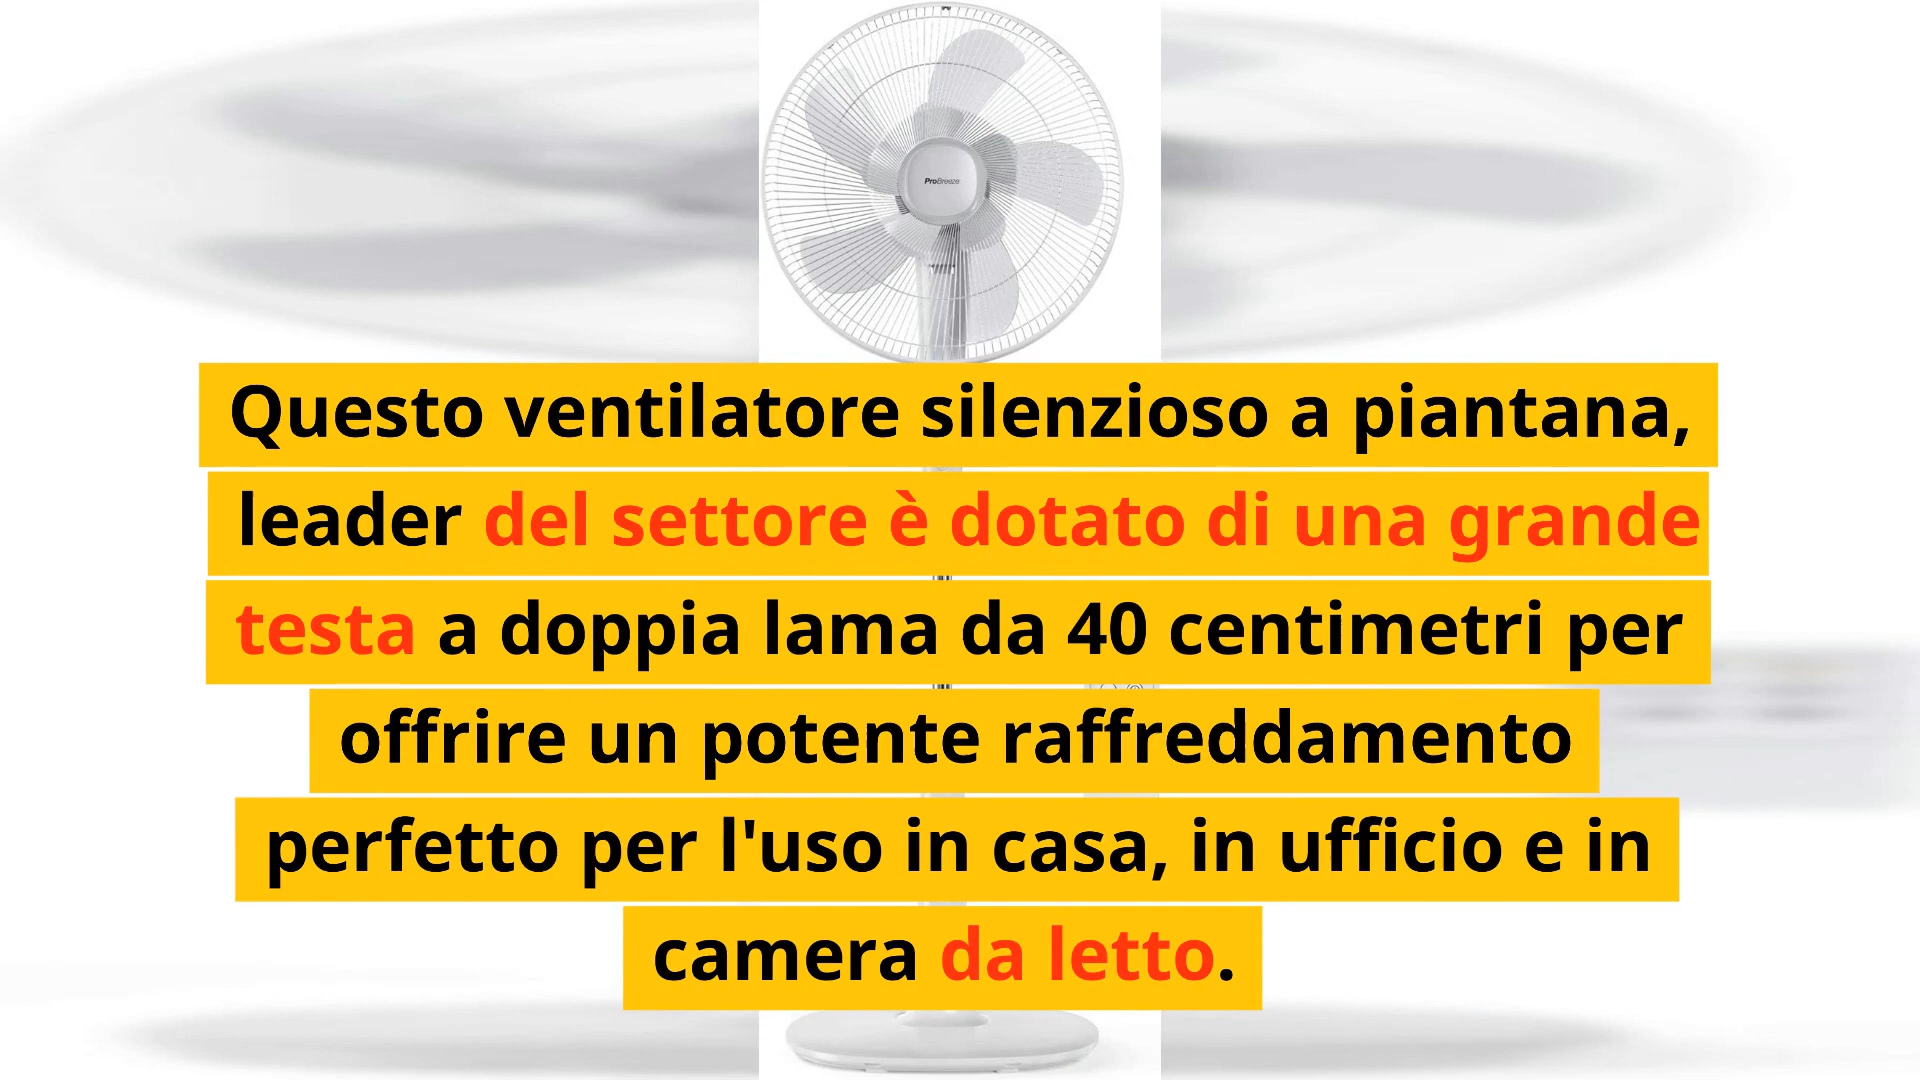 ProBreeze
Questo ventilatore silenzioso a piantana,
leader del settore è dotato di una grande
testa a doppia lama da 40 centimetri per
offrire un potente raffreddamento
perfetto per l'uso in casa, in ufficio e in
camera da letto.